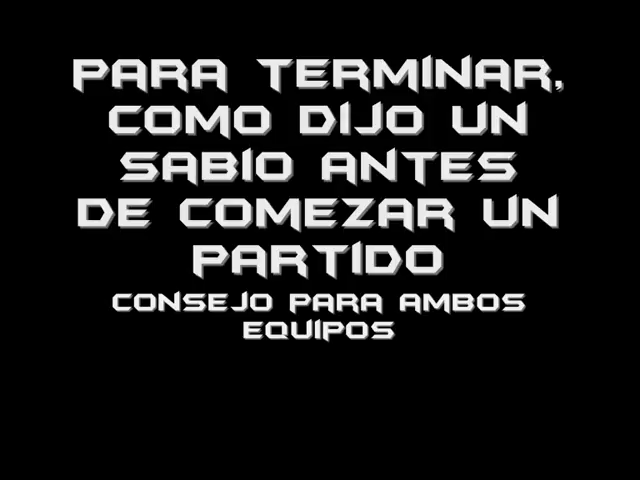 PARA TERMINAR,
COMO DIJO UN
SABIO ANTES
DE COMEZAR UN
PARTIDO
CONSEJO PARA AMBOS
EQUIPOS